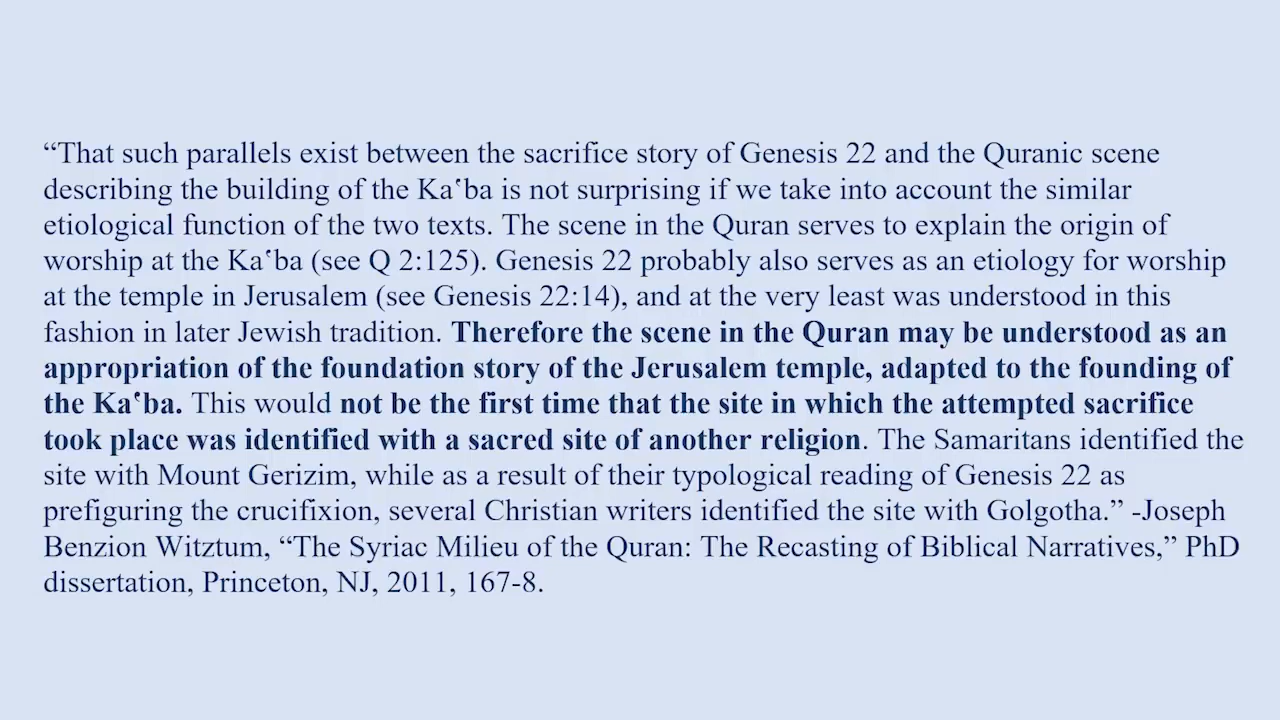 “That such parallels exist between the sacrifice story of Genesis 22 and the Quranic scene
describing the building of the Kaʽba is not surprising if we take into account the similar
etiological function of the two texts. The scene in the Quran serves to explain the origin of
worship at the Kaʽba (see Q 2:125). Genesis 22 probably also serves as an etiology for worship
at the temple in Jerusalem (see Genesis 22:14), and at the very least was understood in this
fashion in later Jewish tradition. Therefore the scene in the Quran may be understood as an
appropriation of the foundation story of the Jerusalem temple, adapted to the founding of
the Kaʽba. This would not be the first time that the site in which the attempted sacrifice
took place was identified with a sacred site of another religion. The Samaritans identified the
site with Mount Gerizim, while as a result of their typological reading of Genesis 22 as
prefiguring the crucifixion, several Christian writers identified the site with Golgotha.” -Joseph
Benzion Witztum, “The Syriac Milieu of the Quran: The Recasting of Biblical Narratives,” PhD
dissertation, Princeton, NJ, 2011, 167-8.